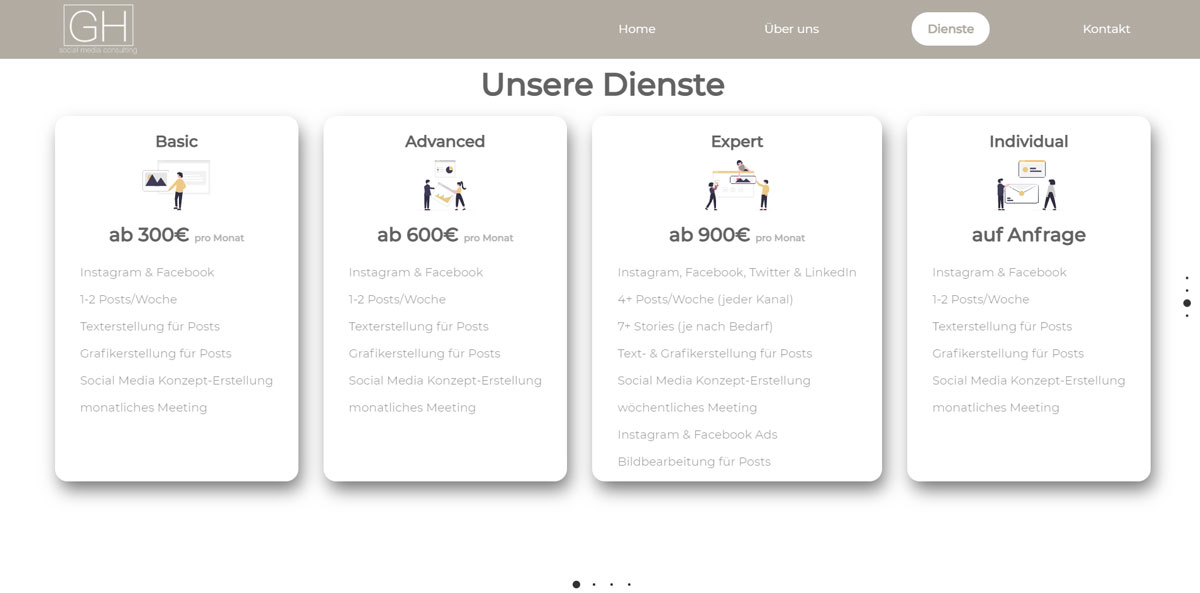 GH
social media consulting
Home
Über uns
Dienste
Kontakt
Unsere Dienste
Basic
ab 300€ pro Monat
Instagram & Facebook
1-2 Posts/Woche
Texterstellung für Posts
Grafikerstellung für Posts
Social Media Konzept-Erstellung
monatliches Meeting
Advanced
ab 600€ pro Monat
Instagram & Facebook
1-2 Posts/Woche
Texterstellung für Posts
Grafikerstellung für Posts
Social Media Konzept-Erstellung
monatliches Meeting
Expert
ab 900€ pro Monat
Instagram, Facebook, Twitter & LinkedIn
4+ Posts/Woche (jeder Kanal)
7+ Stories (je nach Bedarf)
Text- & Grafikerstellung für Posts
Social Media Konzept-Erstellung
wöchentliches Meeting
Instagram & Facebook Ads
Bildbearbeitung für Posts
Individual
auf Anfrage
Instagram & Facebook
1-2 Posts/Woche
Texterstellung für Posts
Grafikerstellung für Posts
Social Media Konzept-Erstellung
monatliches Meeting